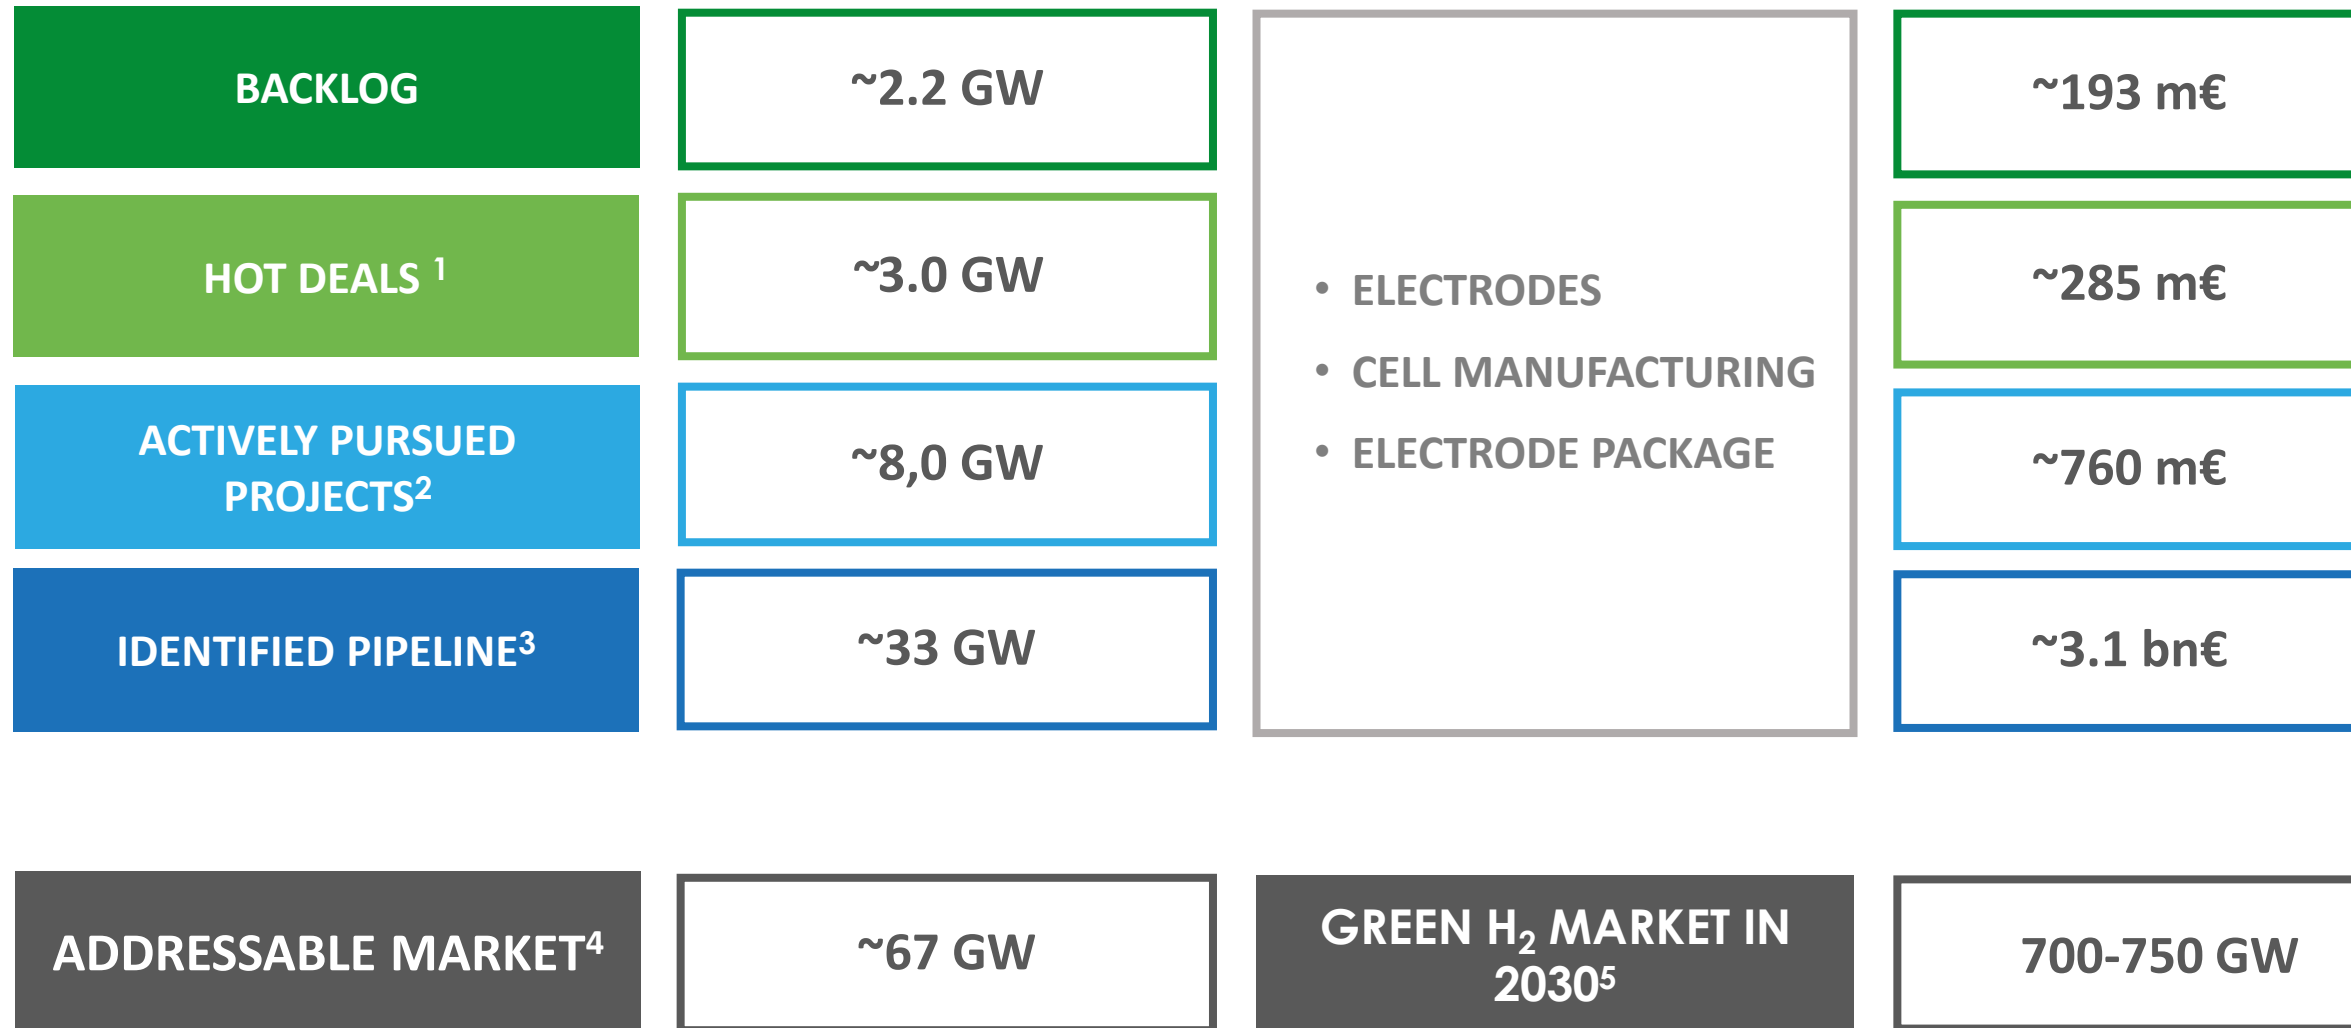 BACKLOG
~2.2 GW
~193 m€
HOT DEALS ¹
~3.0 GW
~285 m€
• ELECTRODES
• CELL MANUFACTURING
• ELECTRODE PACKAGE
ACTIVELY PURSUED
PROJECTS²
~8,0 GW
~760 m€
IDENTIFIED PIPELINE³
~33 GW
~3.1 bn€
ADDRESSABLE MARKET⁴
~67 GW
GREEN H₂ MARKET IN
2030⁵
700-750 GW